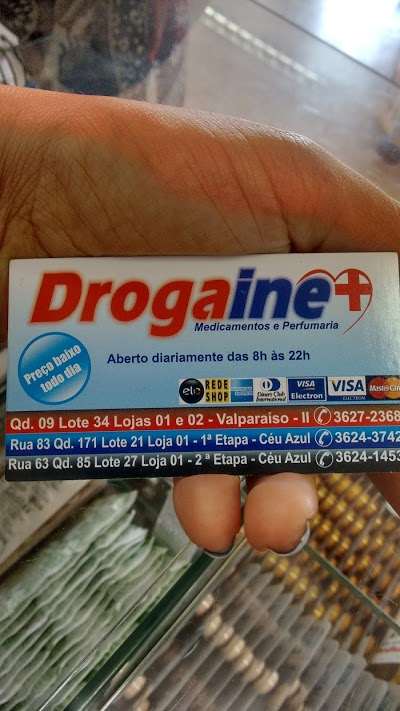 Drogaine
Medicamentos e Perfumaria
Preço baixo
todo dia
Aberto diariamente das 8h às 22h
elo REDE SHOP Diners Club International VISA Electron VISA ELECTRON MasterCard
Qd. 09 Lote 34 Lojas 01 e 02 - Valparaiso - II 3627-2368
Rua 83 Qd. 171 Lote 21 Loja 01 - 1ª Etapa - Céu Azul 3624-3742
Rua 63 Qd. 85 Lote 27 Loja 01 - 2ª Etapa - Céu Azul 3624-1453